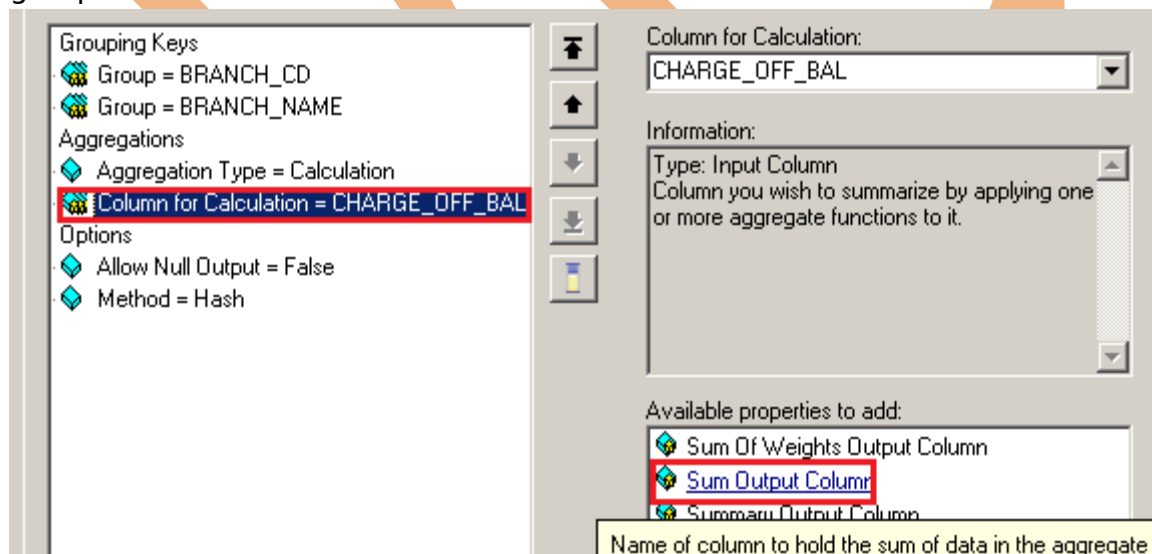 Grouping Keys
Group = BRANCH_CD
Group = BRANCH_NAME
Aggregations
Aggregation Type = Calculation
Column for Calculation = CHARGE_OFF_BAL
Options
Allow Null Output = False
Method = Hash
Column for Calculation:
CHARGE_OFF_BAL
Information:
Type: Input Column
Column you wish to summarize by applying one
or more aggregate functions to it.
Available properties to add:
Sum Of Weights Output Column
Sum Output Column
Summary Output Column
Name of column to hold the sum of data in the aggregate